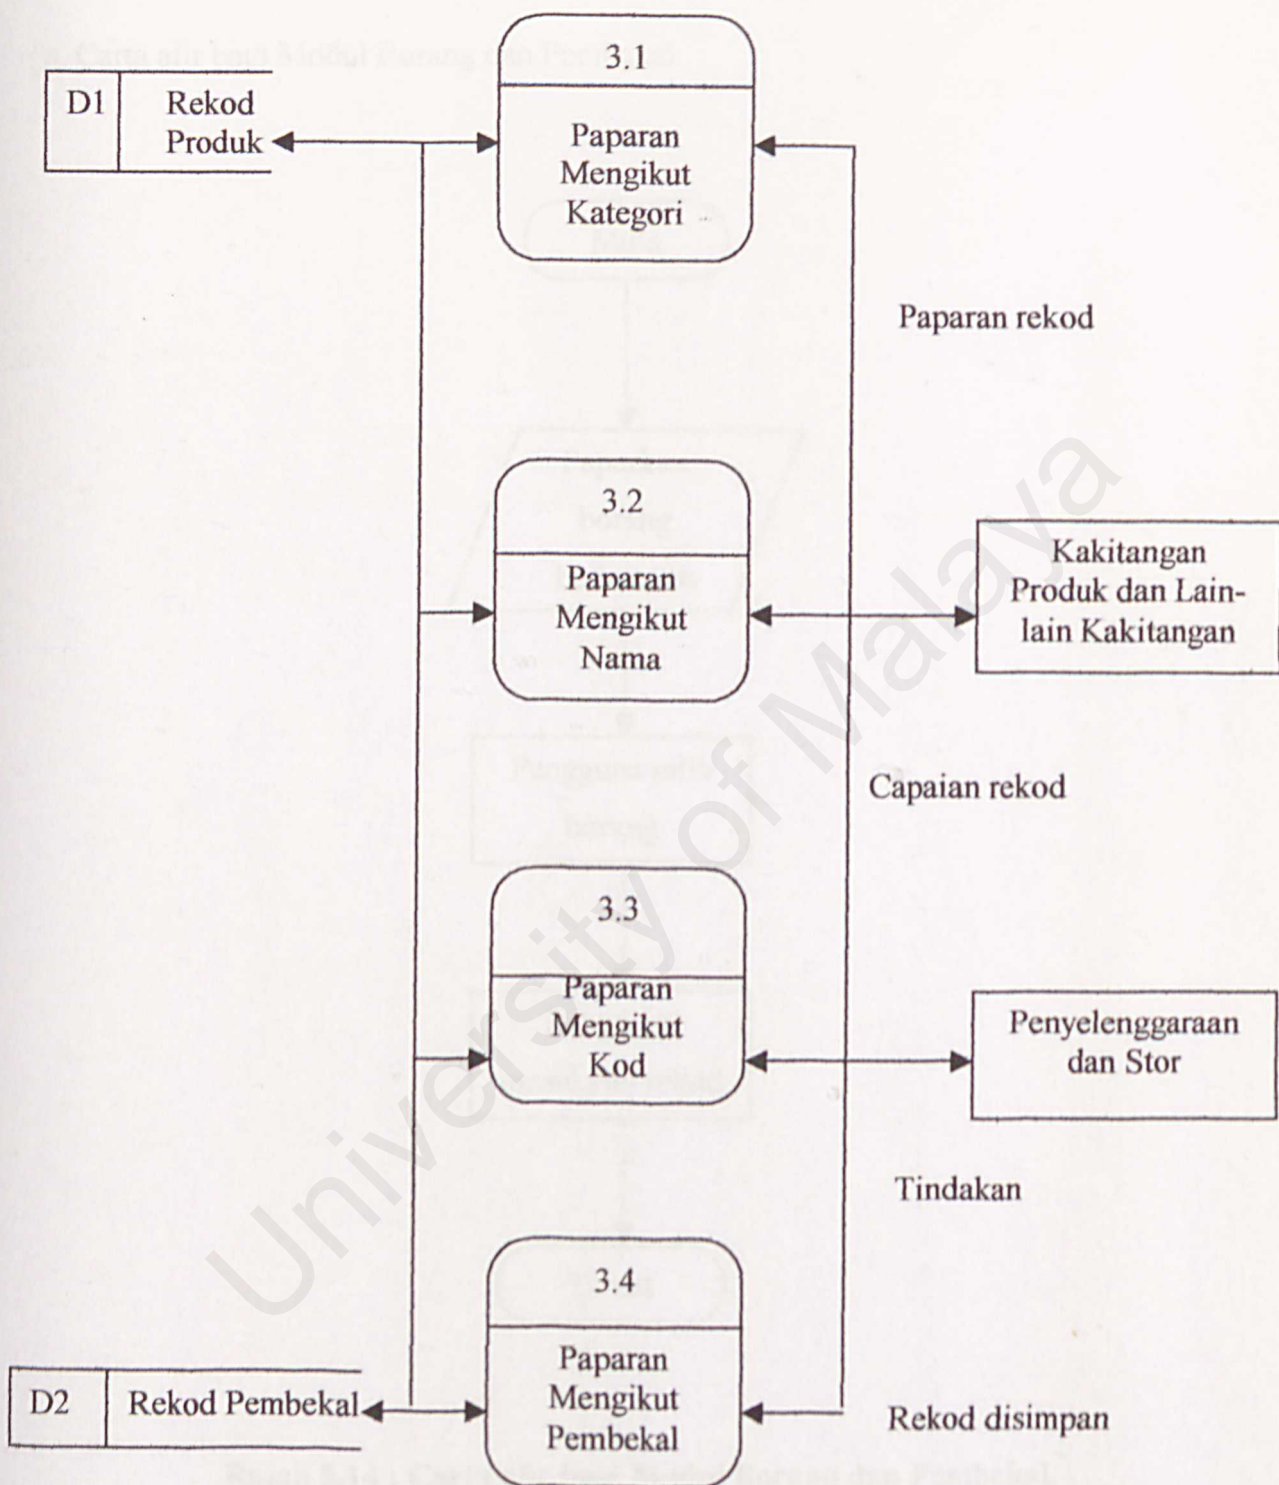 D1
Rekod
Produk
3.1
Paparan
Mengikut
Kategori
Paparan rekod
3.2
Paparan
Mengikut
Nama
Kakitangan
Produk dan Lain-
lain Kakitangan
Capaian rekod
3.3
Paparan
Mengikut
Kod
Penyelenggaraan
dan Stor
Tindakan
3.4
Paparan
Mengikut
Pembekal
D2
Rekod Pembekal
Rekod disimpan
University of Malaya